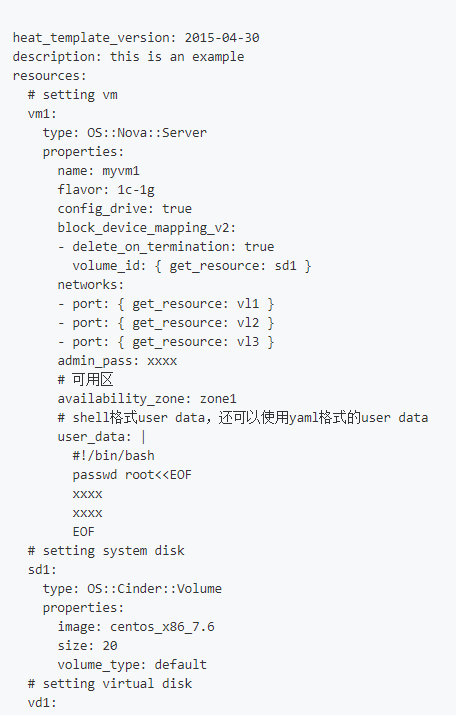 heat_template_version: 2015-04-30
description: this is an example
resources:
  # setting vm
  vm1:
    type: OS::Nova::Server
    properties:
      name: myvm1
      flavor: 1c-1g
      config_drive: true
      block_device_mapping_v2:
      - delete_on_termination: true
        volume_id: { get_resource: sd1 }
      networks:
      - port: { get_resource: vl1 }
      - port: { get_resource: vl2 }
      - port: { get_resource: vl3 }
      admin_pass: xxxx
      # 可用区
      availability_zone: zone1
      # shell格式user data，还可以使用yaml格式的user data
      user_data: |
        #!/bin/bash
        passwd root<<EOF
        xxxx
        xxxx
        EOF
  # setting system disk
  sd1:
    type: OS::Cinder::Volume
    properties:
      image: centos_x86_7.6
      size: 20
      volume_type: default
  # setting virtual disk
  vd1: